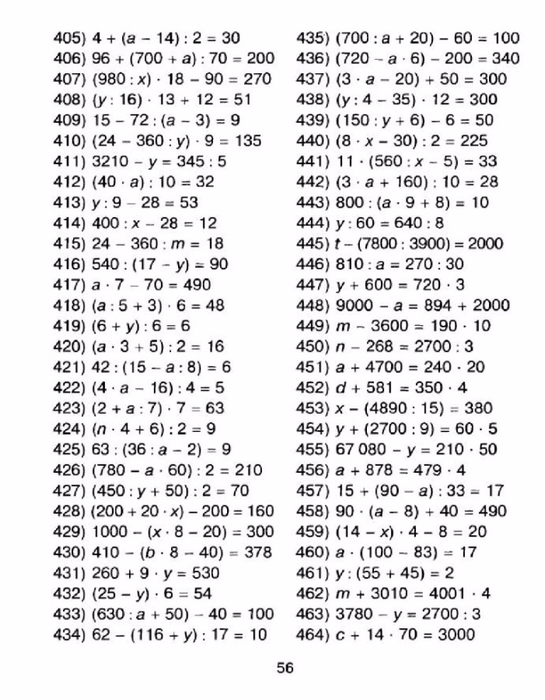 405) 4 + (a − 14) : 2 = 30
406) 96 + (700 + a) : 70 = 200
407) (980 : x) · 18 − 90 = 270
408) (y : 16) · 13 + 12 = 51
409) 15 − 72 : (a − 3) = 9
410) (24 − 360 : y) · 9 = 135
411) 3210 − y = 345 : 5
412) (40 · a) : 10 = 32
413) y : 9 − 28 = 53
414) 400 : x − 28 = 12
415) 24 − 360 : m = 18
416) 540 : (17 − y) = 90
417) a · 7 − 70 = 490
418) (a : 5 + 3) · 6 = 48
419) (6 + y) : 6 = 6
420) (a · 3 + 5) : 2 = 16
421) 42 : (15 − a : 8) = 6
422) (4 · a − 16) : 4 = 5
423) (2 + a : 7) · 7 = 63
424) (n · 4 + 6) : 2 = 9
425) 63 : (36 : a − 2) = 9
426) (780 − a · 60) : 2 = 210
427) (450 : y + 50) : 2 = 70
428) (200 + 20 · x) − 200 = 160
429) 1000 − (x · 8 − 20) = 300
430) 410 − (b · 8 − 40) = 378
431) 260 + 9 · y = 530
432) (25 − y) · 6 = 54
433) (630 : a + 50) − 40 = 100
434) 62 − (116 + y) : 17 = 10
435) (700 : a + 20) − 60 = 100
436) (720 − a · 6) − 200 = 340
437) (3 · a − 20) + 50 = 300
438) (y : 4 − 35) · 12 = 300
439) (150 : y + 6) − 6 = 50
440) (8 · x − 30) : 2 = 225
441) 11 · (560 : x − 5) = 33
442) (3 · a + 160) : 10 = 28
443) 800 : (a · 9 + 8) = 10
444) y : 60 = 640 : 8
445) t − (7800 : 3900) = 2000
446) 810 : a = 270 : 30
447) y + 600 = 720 · 3
448) 9000 − a = 894 + 2000
449) m − 3600 = 190 · 10
450) n − 268 = 2700 : 3
451) a + 4700 = 240 · 20
452) d + 581 = 350 · 4
453) x − (4890 : 15) = 380
454) y + (2700 : 9) = 60 · 5
455) 67 080 − y = 210 · 50
456) a + 878 = 479 · 4
457) 15 + (90 − a) : 33 = 17
458) 90 · (a − 8) + 40 = 490
459) (14 − x) · 4 − 8 = 20
460) a · (100 − 83) = 17
461) y : (55 + 45) = 2
462) m + 3010 = 4001 · 4
463) 3780 − y = 2700 : 3
464) c + 14 · 70 = 3000
56